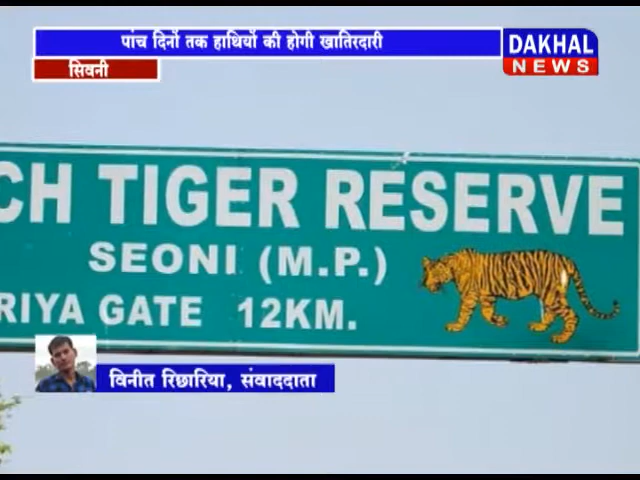 पांच दिनों तक हाथियों की होगी खातिरदारी
DAKHAL
NEWS
सिवनी
CH TIGER RESERVE
SEONI (M.P.)
RIYA GATE 12KM.
विनीत रिछारिया, संवाददाता